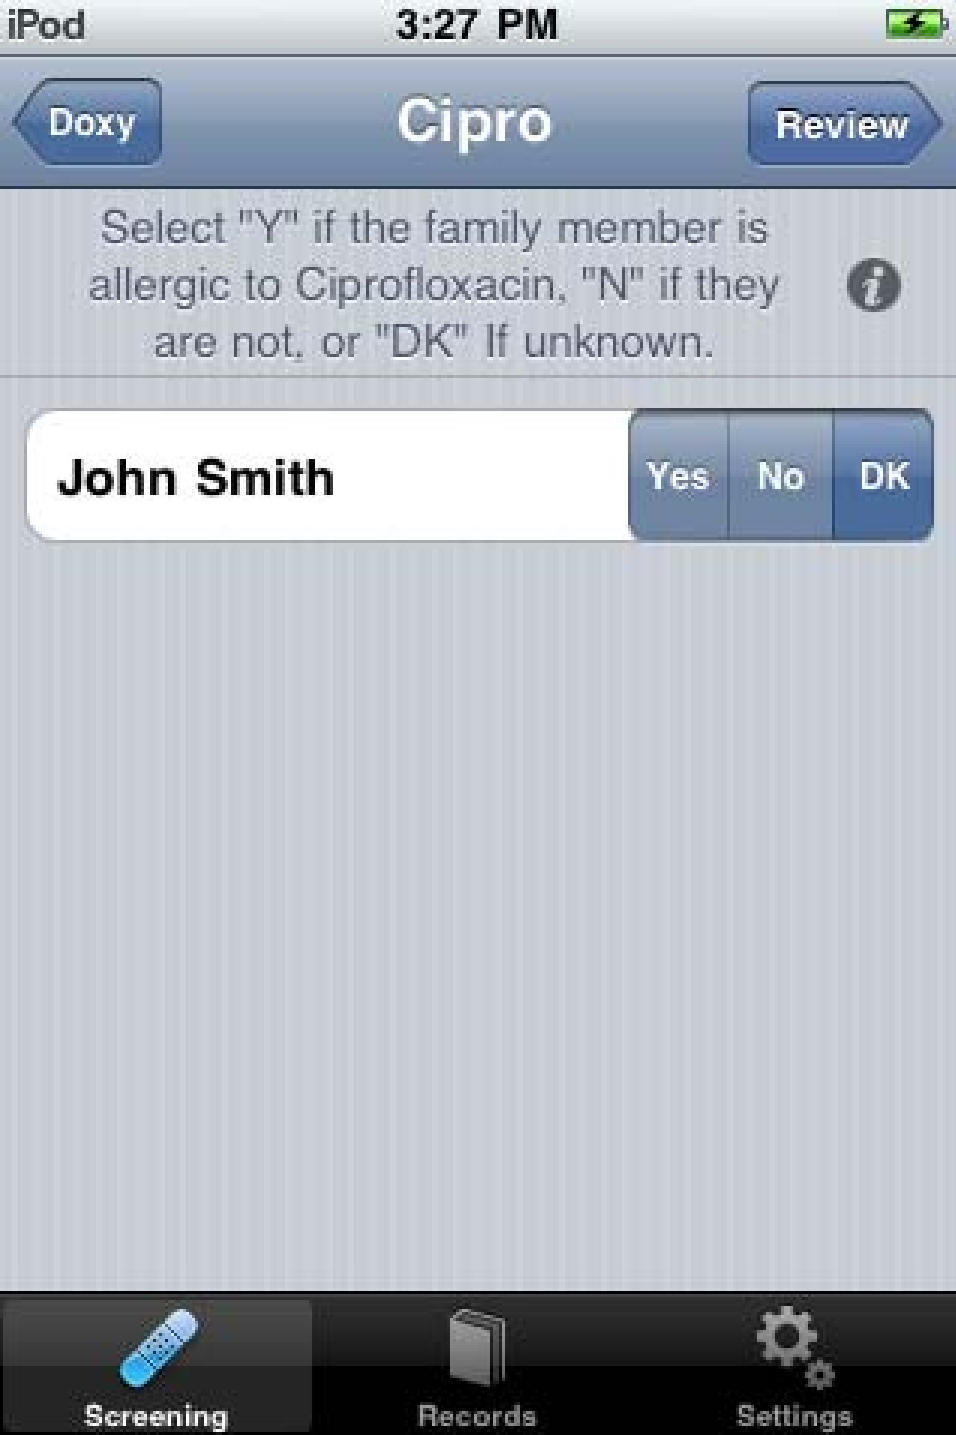 iPod 3:27 PM
Doxy Cipro Review
Select "Y" if the family member is
allergic to Ciprofloxacin, "N" if they
are not, or "DK" If unknown.
John Smith Yes No DK
Screening Records Settings